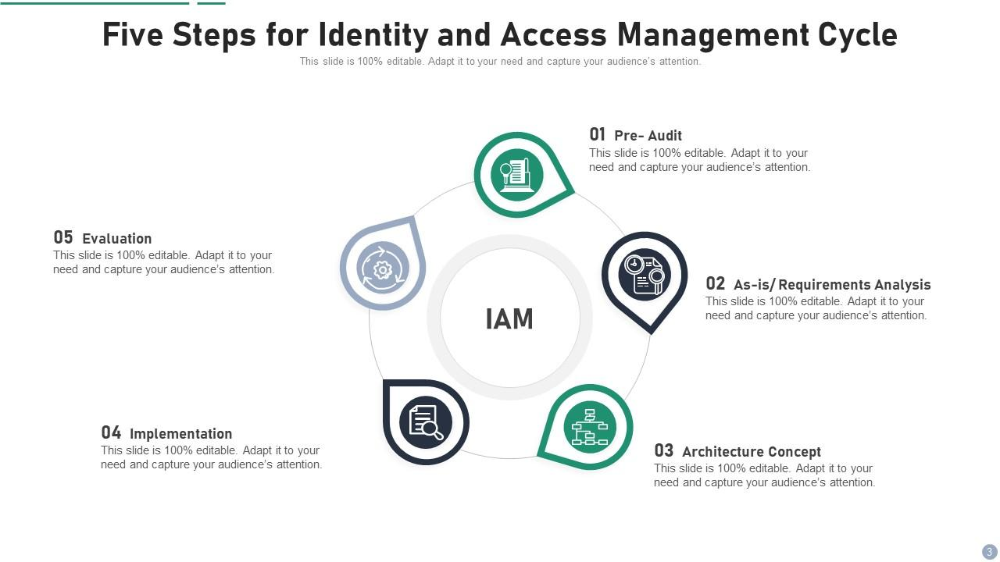 Five Steps for Identity and Access Management Cycle
This slide is 100% editable. Adapt it to your need and capture your audience's attention.
01 Pre- Audit
This slide is 100% editable. Adapt it to your
need and capture your audience's attention.
02 As-is/ Requirements Analysis
This slide is 100% editable. Adapt it to your
need and capture your audience's attention.
03 Architecture Concept
This slide is 100% editable. Adapt it to your
need and capture your audience's attention.
04 Implementation
This slide is 100% editable. Adapt it to your
need and capture your audience's attention.
05 Evaluation
This slide is 100% editable. Adapt it to your
need and capture your audience's attention.
IAM
3